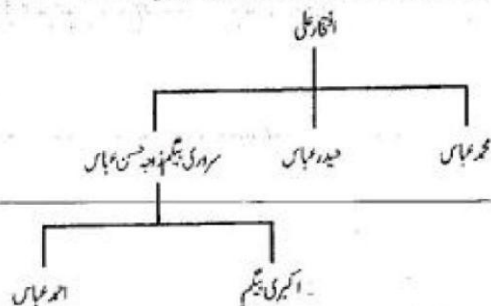 افتخار علی
محمد عباس
حیدر عباس
سروری بیگم زوجہ حسن عباس
اکبری بیگم
احمد عباس